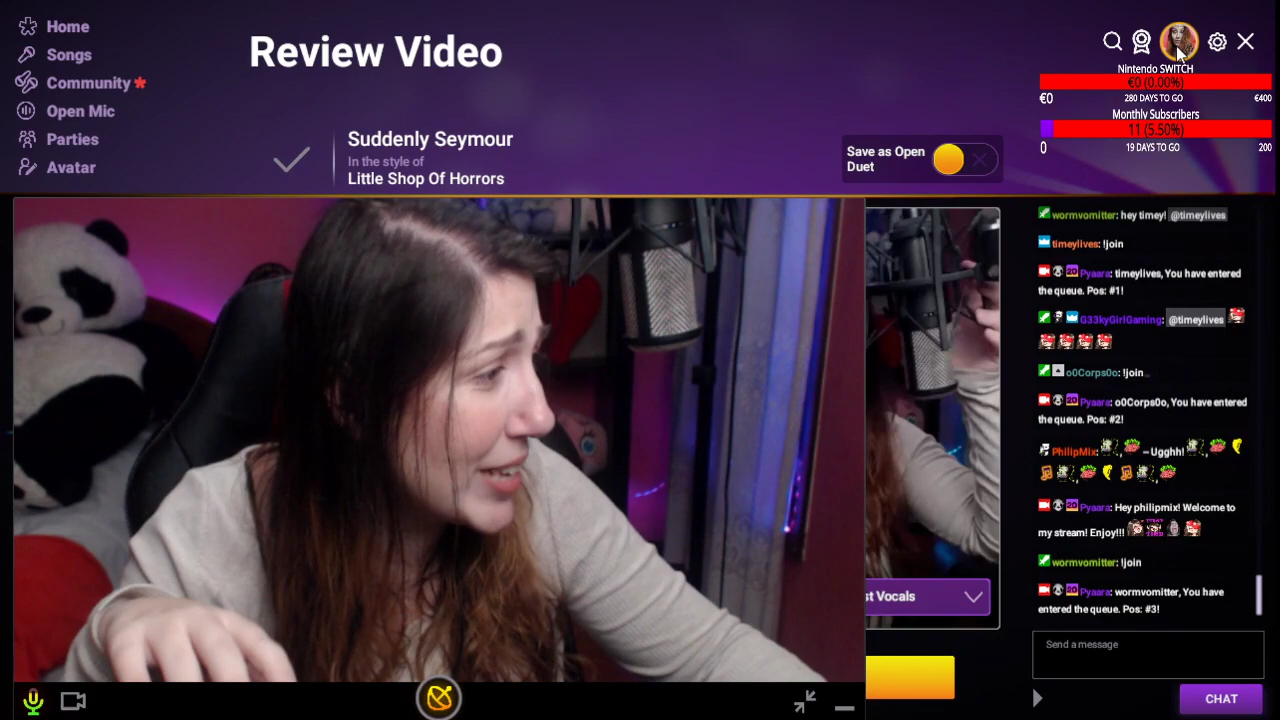 Home
Songs
Community *
Open Mic
Parties
Avatar
Review Video
Suddenly Seymour
In the style of
Little Shop Of Horrors
Save as Open
Duet
Nintendo SWITCH
€0 (0.00%)
€0 280 DAYS TO GO €400
Monthly Subscribers
11 (5.50%)
0 19 DAYS TO GO 200
wormvomitter: hey timey! @timeylives
timeylives: !join
20 Pyaara: timeylives, You have entered
the queue. Pos: #1!
G33kyGirlGaming: @timeylives
o0Corps0o: !join
20 Pyaara: o0Corps0o, You have entered
the queue. Pos: #2!
PhilipMix: , – Ugghh! ,
, ,
20 Pyaara: Hey philipmix! Welcome to
my stream! Enjoy!!!
wormvomitter: !join
20 Pyaara: wormvomitter, You have
entered the queue. Pos: #3!
st Vocals
Send a message
CHAT